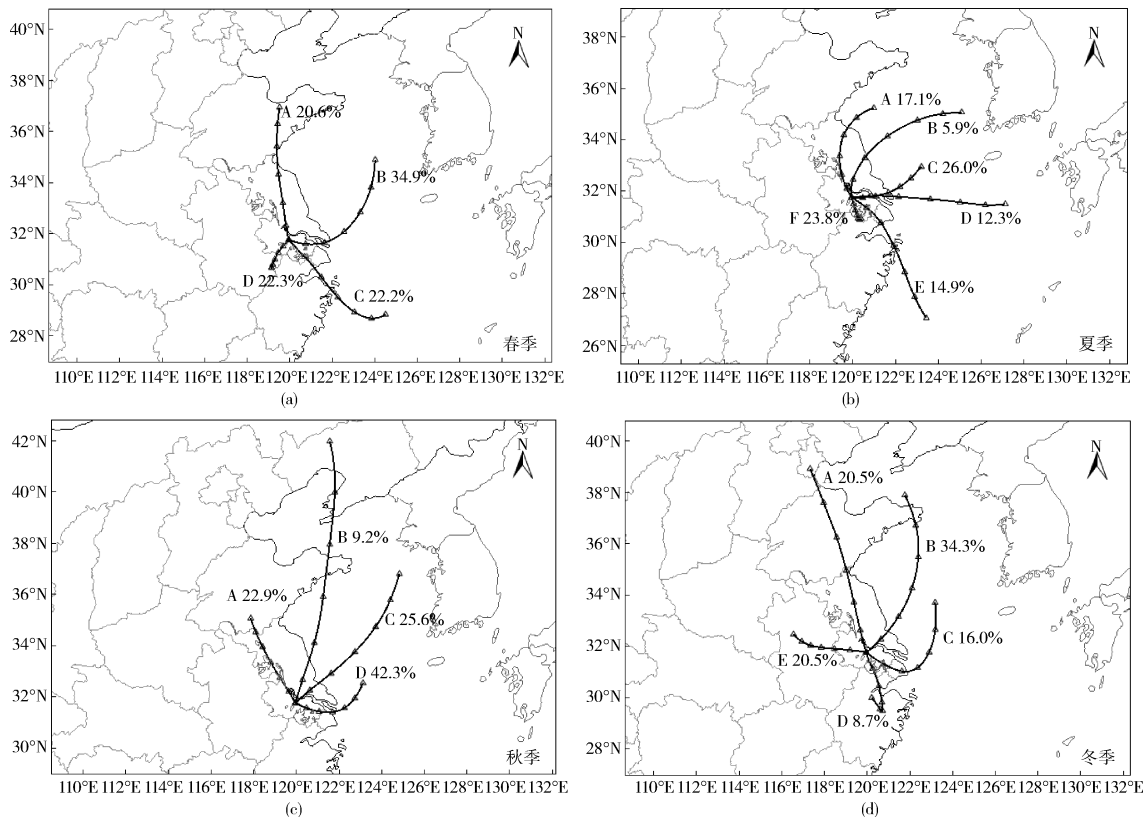 40°N
38°N
36°N
34°N
32°N
30°N
28°N
N
A 20.6%
B 34.9%
C 22.2%
D 22.3%
春季
110°E 112°E 114°E 116°E 118°E 120°E 122°E 124°E 126°E 128°E 130°E 132°E
(a)
38°N
36°N
34°N
32°N
30°N
28°N
26°N
N
A 17.1%
B 5.9%
C 26.0%
D 12.3%
F 23.8%
E 14.9%
夏季
110°E 112°E 114°E 116°E 118°E 120°E 122°E 124°E 126°E 128°E 130°E 132°E
(b)
42°N
40°N
38°N
36°N
34°N
32°N
30°N
N
B 9.2%
A 22.9%
C 25.6%
D 42.3%
秋季
110°E 112°E 114°E 116°E 118°E 120°E 122°E 124°E 126°E 128°E 130°E 132°E
(c)
40°N
38°N
36°N
34°N
32°N
30°N
28°N
N
A 20.5%
B 34.3%
C 16.0%
E 20.5%
D 8.7%
冬季
110°E 112°E 114°E 116°E 118°E 120°E 122°E 124°E 126°E 128°E 130°E 132°E
(d)